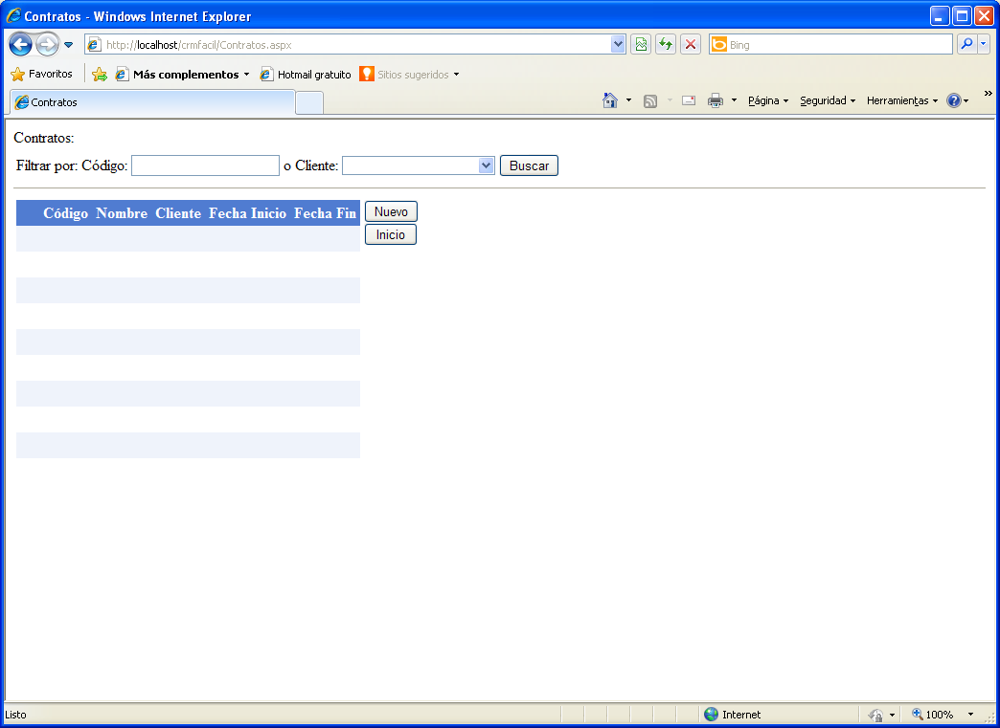 Contratos - Windows Internet Explorer
http://localhost/crmfacil/Contratos.aspx
Bing
Favoritos Más complementos Hotmail gratuito Sitios sugeridos
Contratos
Página Seguridad Herramientas
Contratos:
Filtrar por: Código: o Cliente: Buscar
Código Nombre Cliente Fecha Inicio Fecha Fin Nuevo
Inicio
Listo Internet 100%